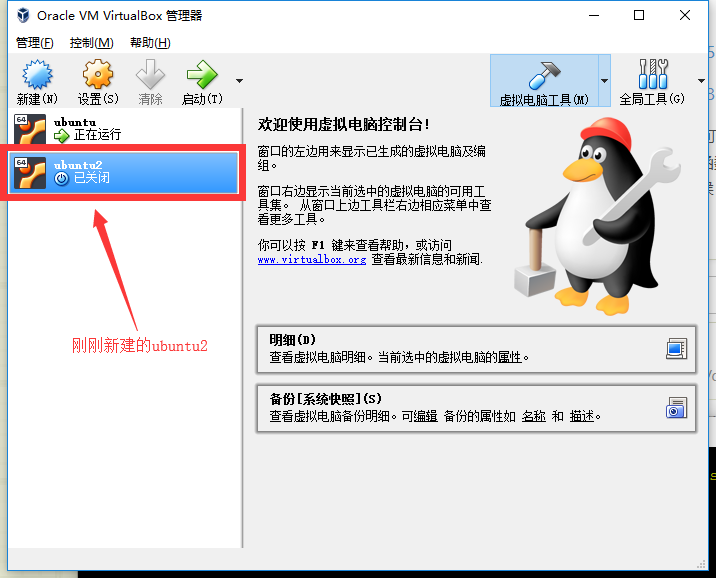 Oracle VM VirtualBox 管理器
管理(F) 控制(M) 帮助(H)
新建(N) 设置(S) 清除 启动(T) 虚拟电脑工具(M) 全局工具(G)
64 ubuntu
正在运行
64 ubuntu2
已关闭
刚刚新建的ubuntu2
欢迎使用虚拟电脑控制台!
窗口的左边用来显示已生成的虚拟电脑及编
组。
窗口右边显示当前选中的虚拟电脑的可用工
具集。 从窗口上边工具栏右边相应菜单中查
看更多工具。
你可以按 F1 键来查看帮助，或访问
www.virtualbox.org 查看最新信息和新闻.
明细(D)
查看虚拟电脑明细。当前选中的虚拟电脑的属性。
备份[系统快照](S)
查看虚拟电脑备份明细。可编辑 备份的属性如 名称 和 描述。